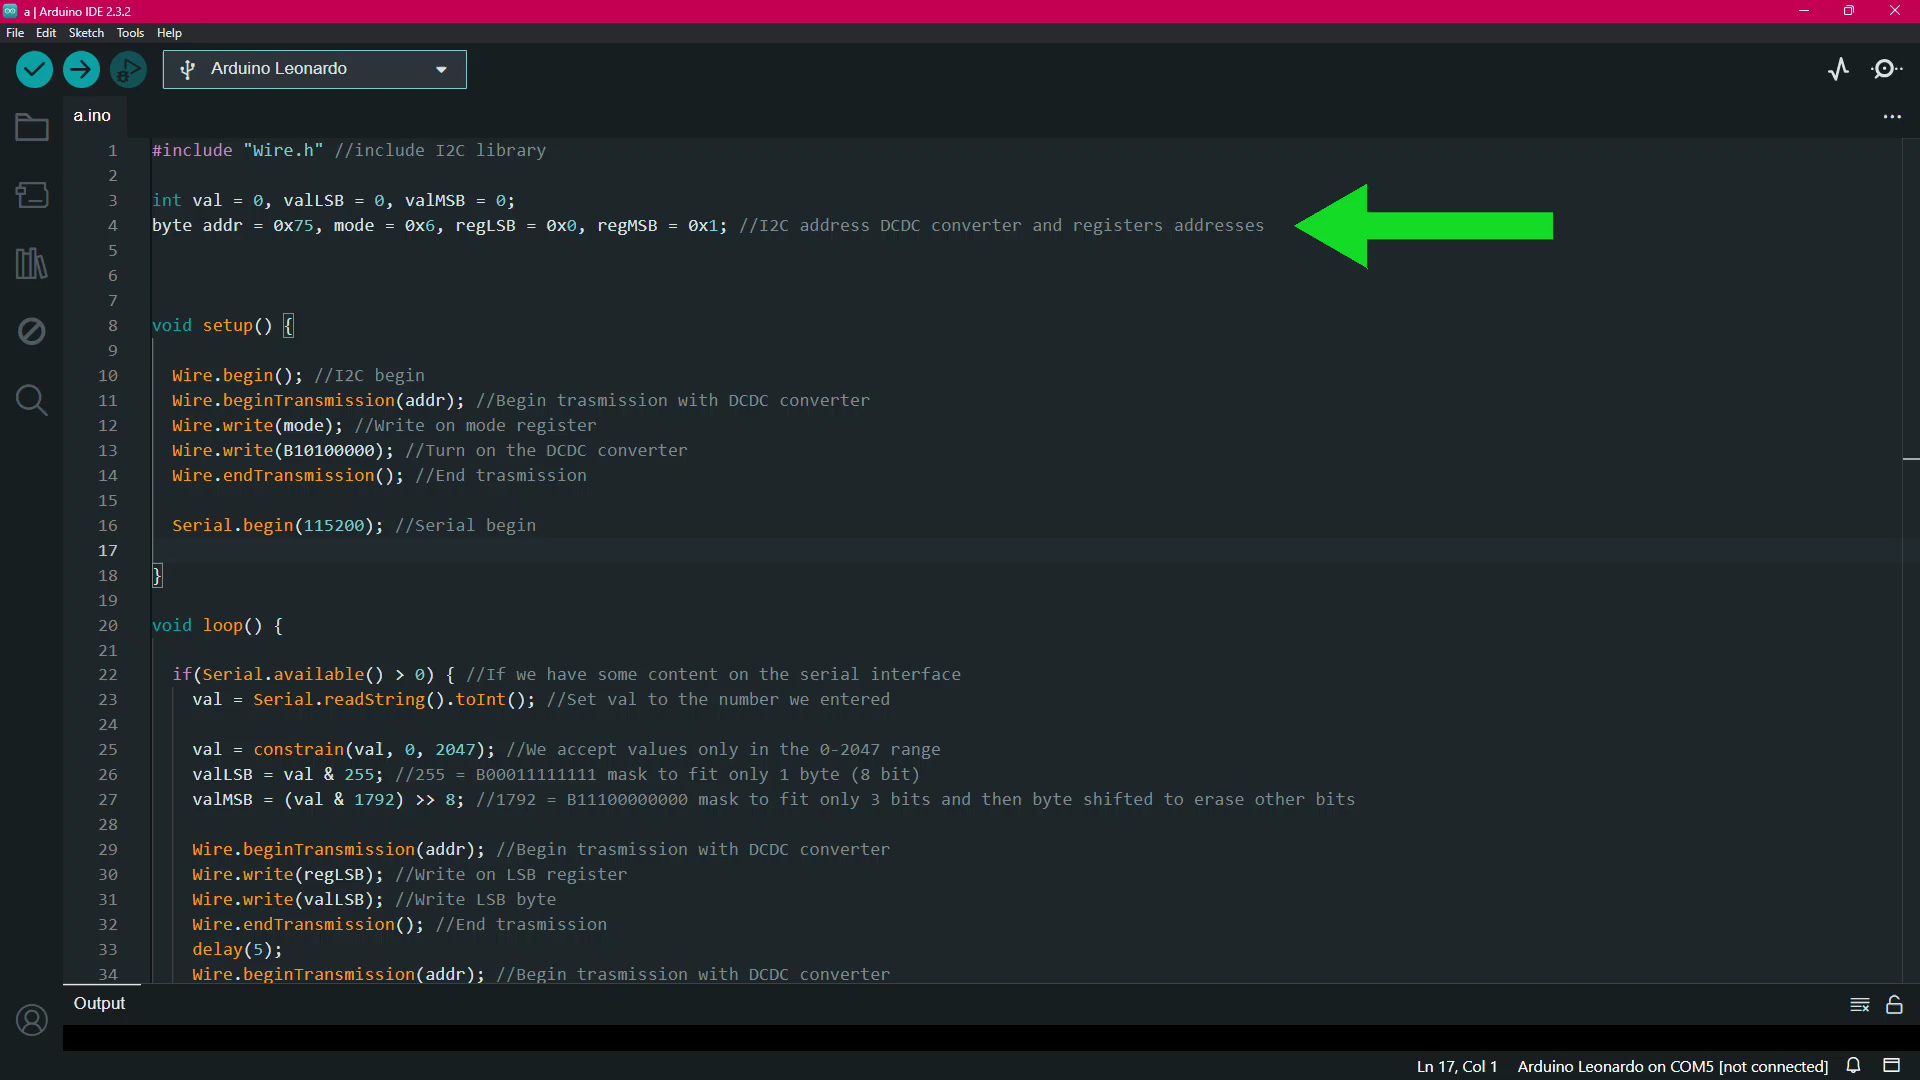 a | Arduino IDE 2.3.2
File Edit Sketch Tools Help
Arduino Leonardo
a.ino
1 #include "Wire.h" //include I2C library
2
3 int val = 0, valLSB = 0, valMSB = 0;
4 byte addr = 0x75, mode = 0x6, regLSB = 0x0, regMSB = 0x1; //I2C address DCDC converter and registers addresses
5
6
7
8 void setup() {
9
10 Wire.begin(); //I2C begin
11 Wire.beginTransmission(addr); //Begin trasmission with DCDC converter
12 Wire.write(mode); //Write on mode register
13 Wire.write(B10100000); //Turn on the DCDC converter
14 Wire.endTransmission(); //End trasmission
15
16 Serial.begin(115200); //Serial begin
17
18 }
19
20 void loop() {
21
22 if(Serial.available() > 0) { //If we have some content on the serial interface
23 val = Serial.readString().toInt(); //Set val to the number we entered
24
25 val = constrain(val, 0, 2047); //We accept values only in the 0-2047 range
26 valLSB = val & 255; //255 = B00011111111 mask to fit only 1 byte (8 bit)
27 valMSB = (val & 1792) >> 8; //1792 = B11100000000 mask to fit only 3 bits and then byte shifted to erase other bits
28
29 Wire.beginTransmission(addr); //Begin trasmission with DCDC converter
30 Wire.write(regLSB); //Write on LSB register
31 Wire.write(valLSB); //Write LSB byte
32 Wire.endTransmission(); //End trasmission
33 delay(5);
34 Wire.beginTransmission(addr); //Begin trasmission with DCDC converter
Output
Ln 17, Col 1 Arduino Leonardo on COM5 [not connected]